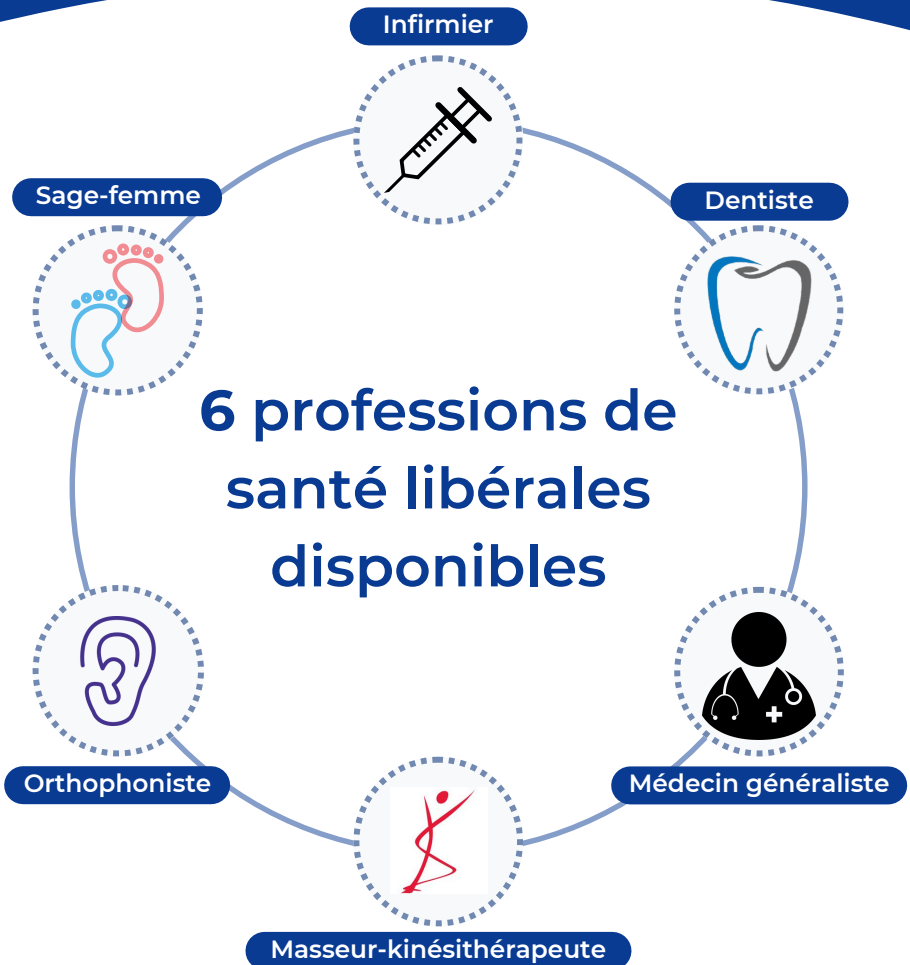 Infirmier
Sage-femme
Dentiste
6 professions de
santé libérales
disponibles
Orthophoniste
Médecin généraliste
Masseur-kinésithérapeute